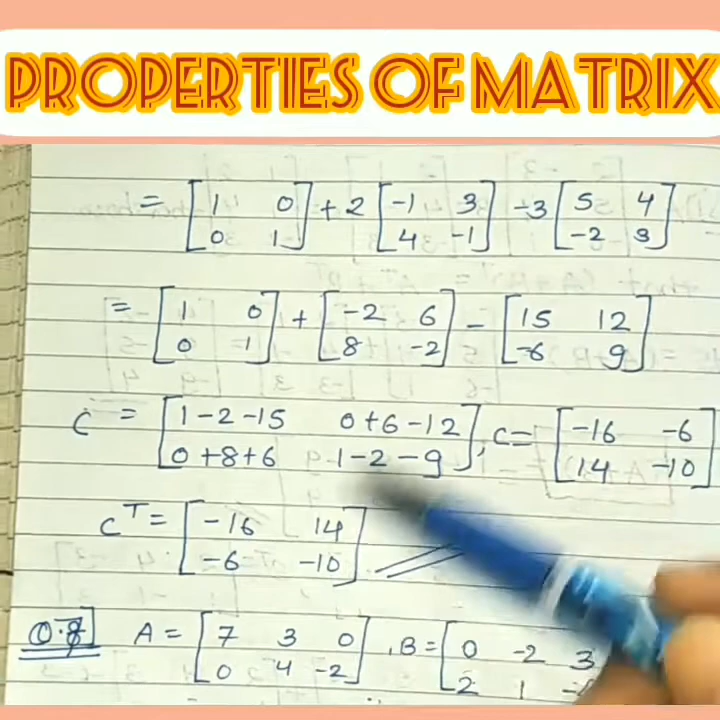 PROPERTIES OF MATRIX
= [1 0] + 2 [-1 3] -3 [5 4]
[0 1] [4 -1] [-2 3]
= [1 0] + [-2 6] - [15 12]
[0 1] [8 -2] [-6 9]
C = [1-2-15 0+6-12], C = [-16 -6]
[0+8+6 1-2-9] [14 -10]
C^T = [-16 14]
[-6 -10]
Q.8] A = [7 3 0], B = [0 -2 3
[0 4 -2] [2 1